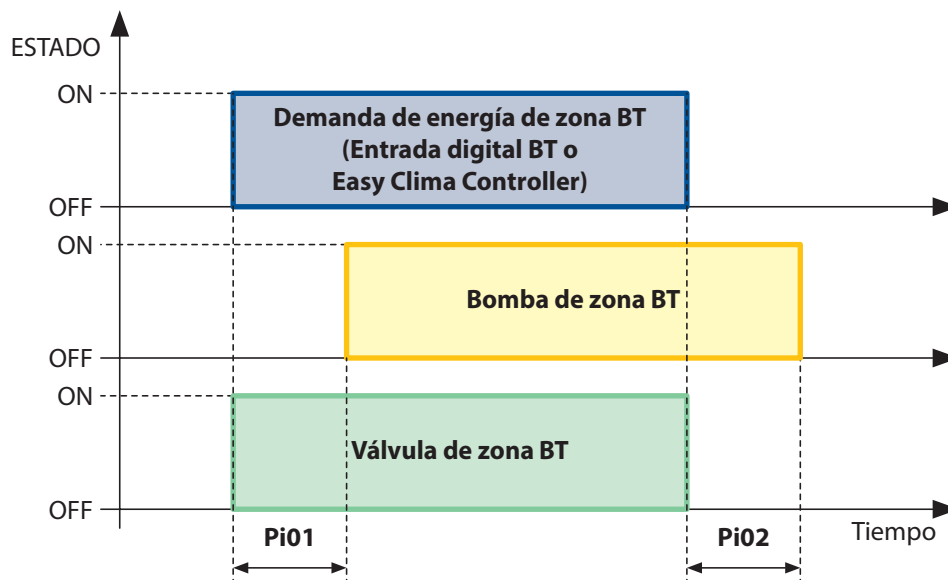 ESTADO
ON
Demanda de energía de zona BT
(Entrada digital BT o
Easy Clima Controller)
OFF
ON
Bomba de zona BT
OFF
ON
Válvula de zona BT
OFF
Tiempo
Pi01
Pi02